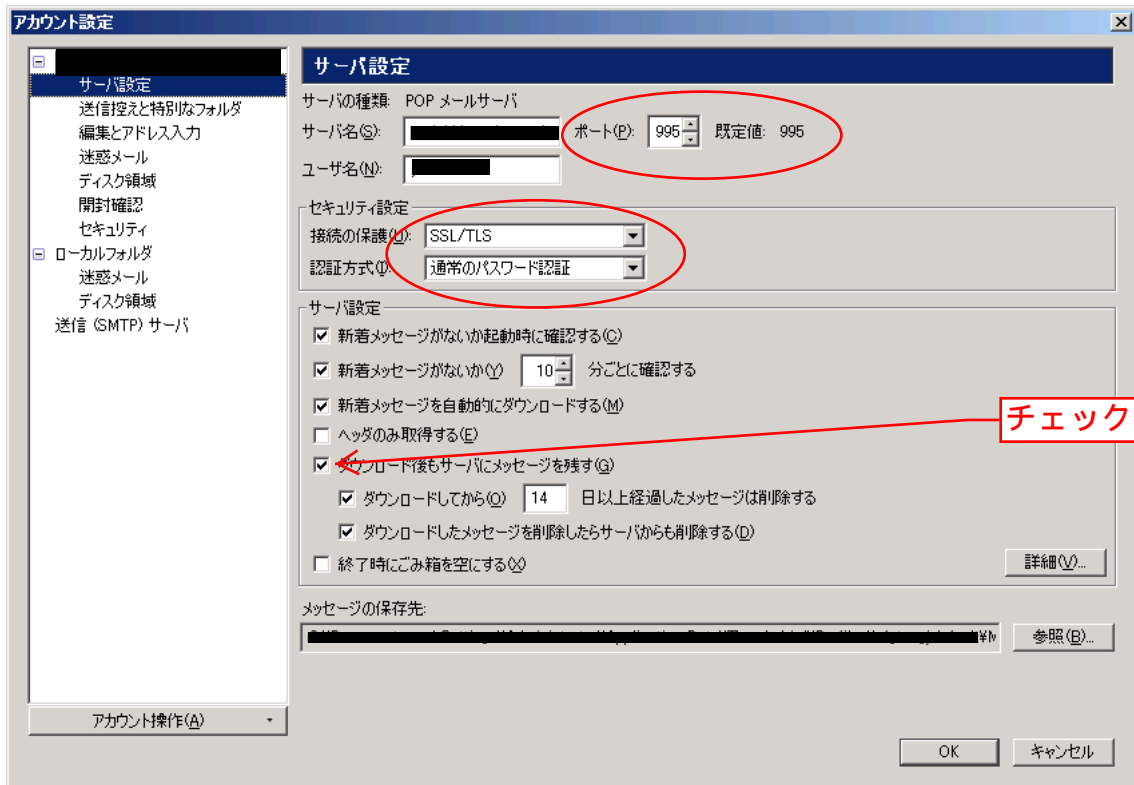 アカウント設定
サーバ設定
送信控えと特別なフォルダ
編集とアドレス入力
迷惑メール
ディスク領域
開封確認
セキュリティ
ローカルフォルダ
迷惑メール
ディスク領域
送信 (SMTP) サーバ
アカウント操作(A)
サーバ設定
サーバの種類: POP メールサーバ
サーバ名(S): ポート(P): 995 既定値: 995
ユーザ名(N):
セキュリティ設定
接続の保護(U): SSL/TLS
認証方式(I): 通常のパスワード認証
サーバ設定
新着メッセージがないか起動時に確認する(C)
新着メッセージがないか(Y) 10 分ごとに確認する
新着メッセージを自動的にダウンロードする(M)
チェック
ヘッダのみ取得する(E)
ダウンロード後もサーバにメッセージを残す(G)
ダウンロードしてから(O) 14 日以上経過したメッセージは削除する
ダウンロードしたメッセージを削除したらサーバからも削除する(D)
終了時にごみ箱を空にする(X)
詳細(V)...
メッセージの保存先:
参照(B)...
OK キャンセル